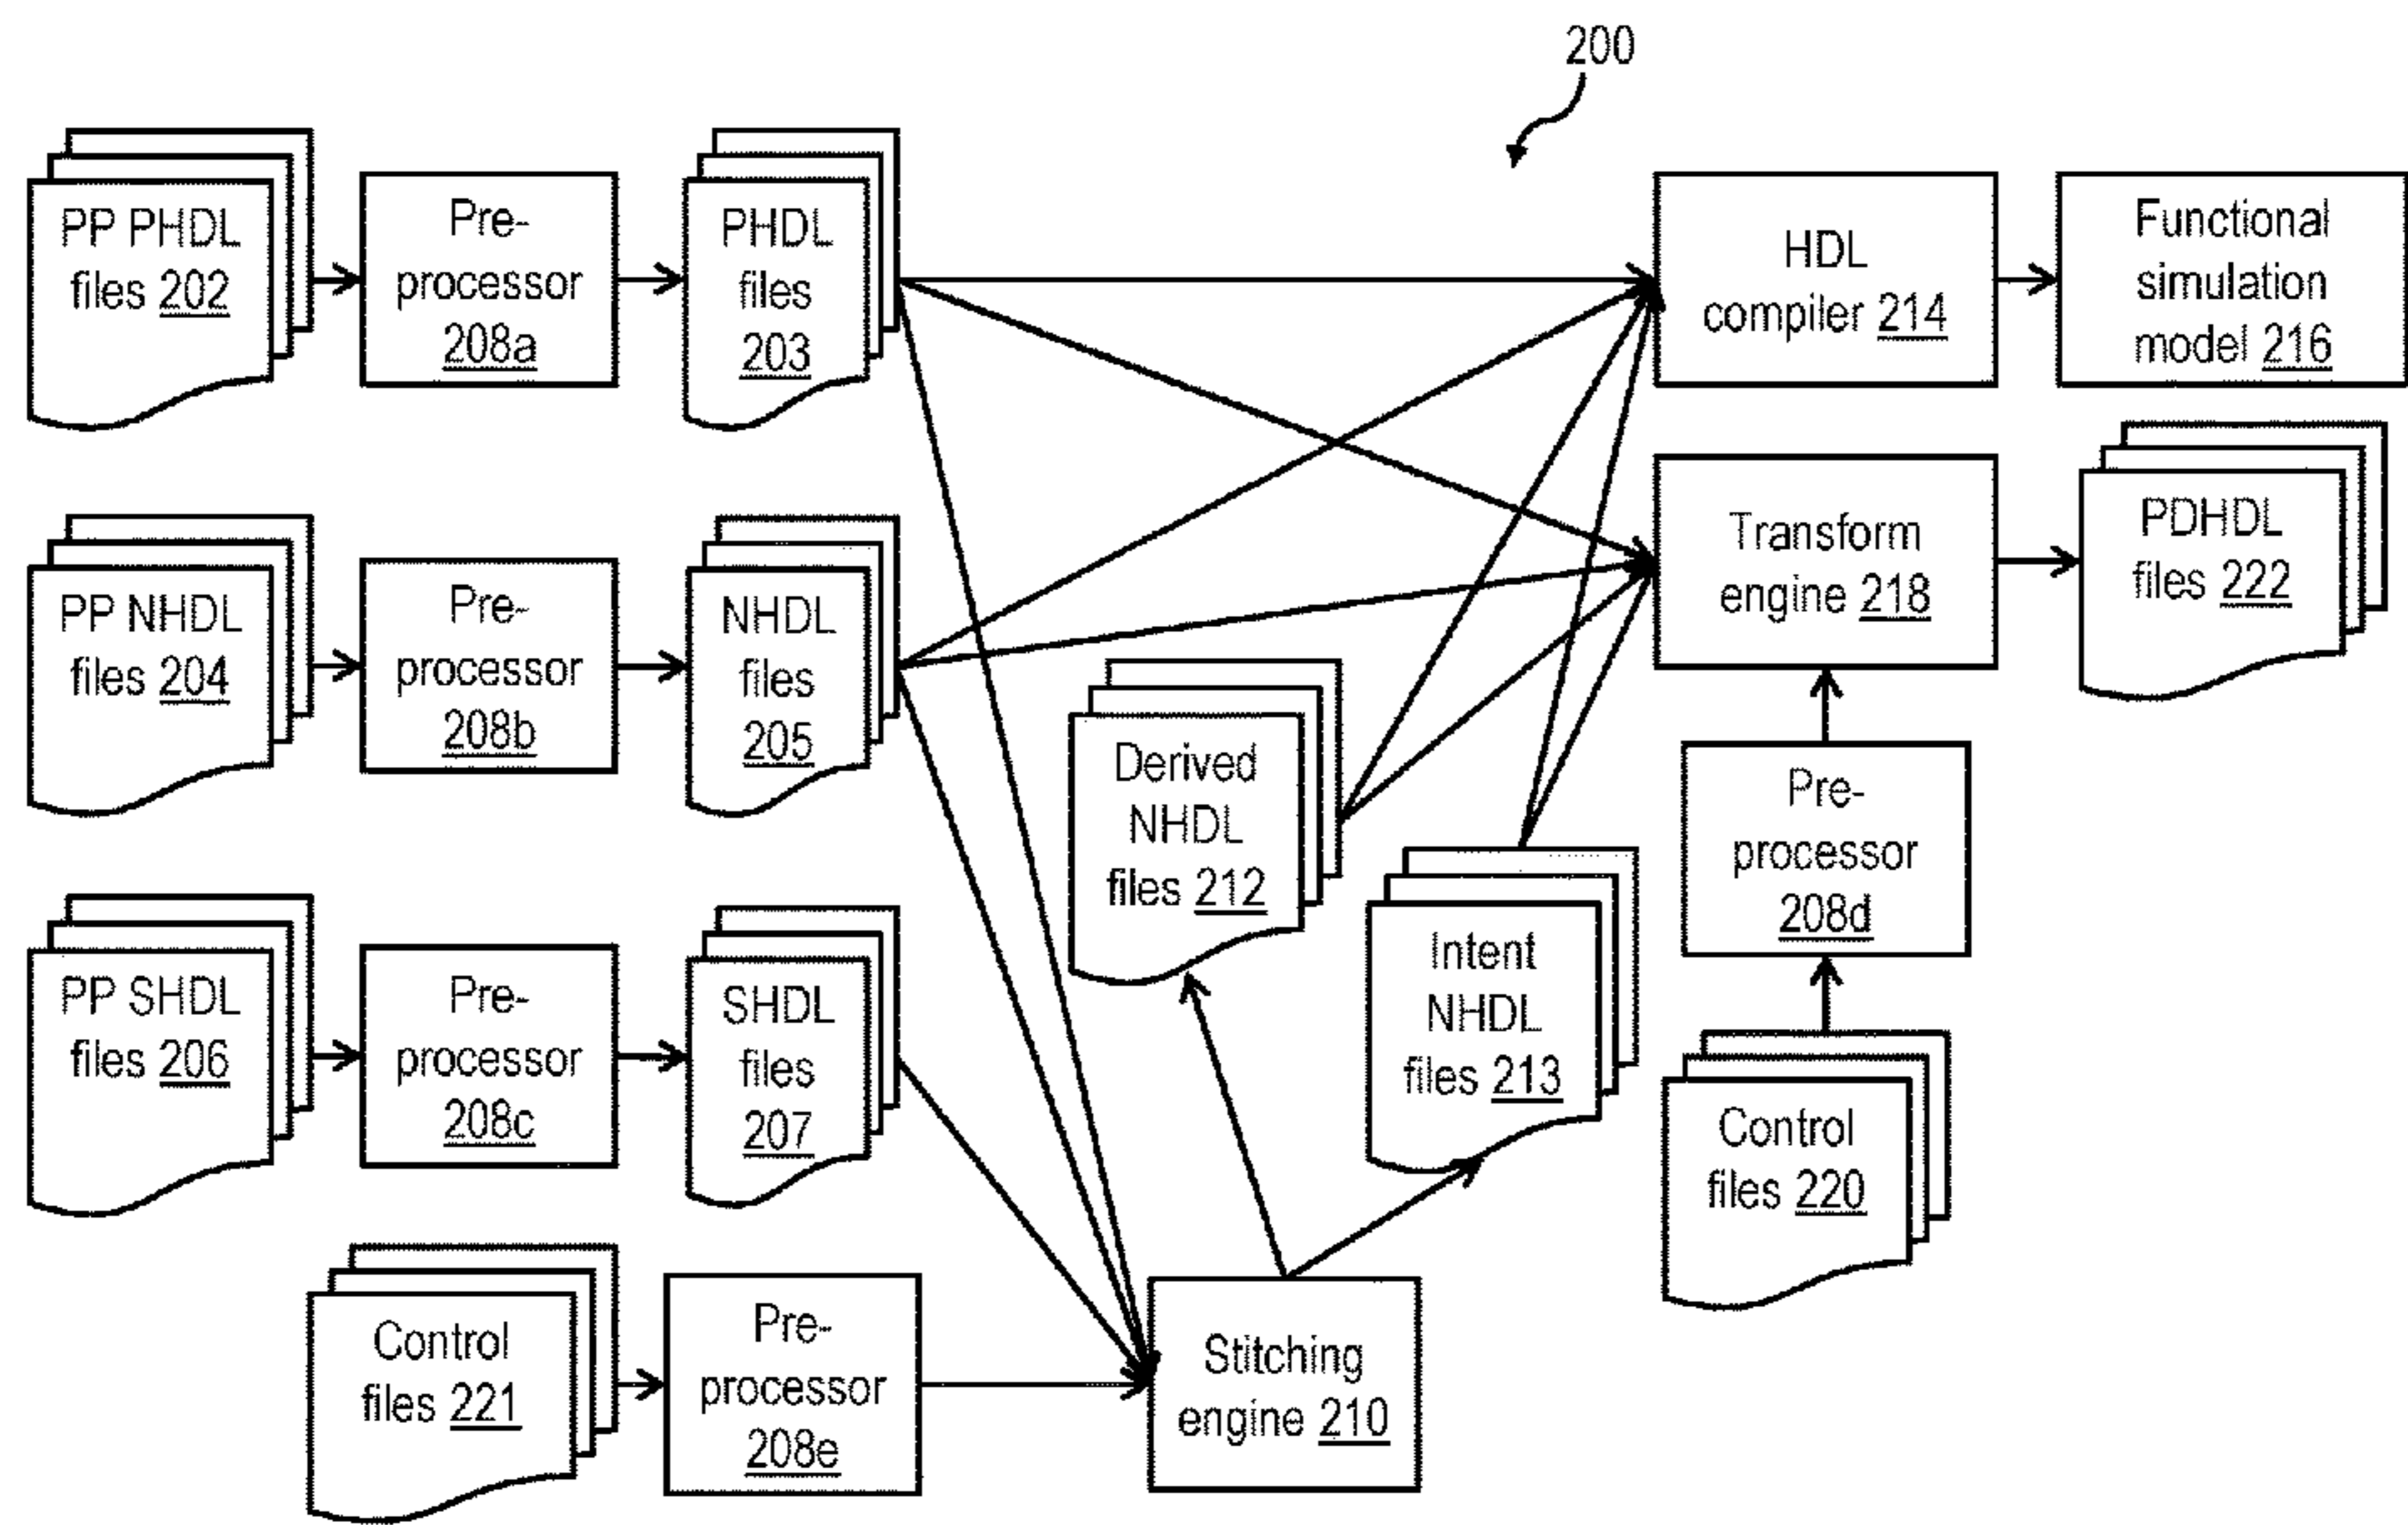 200
PP PHDL
files 202
Pre-
processor
208a
PHDL
files
203
HDL
compiler 214
Functional
simulation
model 216
PP NHDL
files 204
Pre-
processor
208b
NHDL
files
205
Transform
engine 218
PDHDL
files 222
Derived
NHDL
files 212
Pre-
processor
208d
PP SHDL
files 206
Pre-
processor
208c
SHDL
files
207
Intent
NHDL
files 213
Control
files 220
Control
files 221
Pre-
processor
208e
Stitching
engine 210